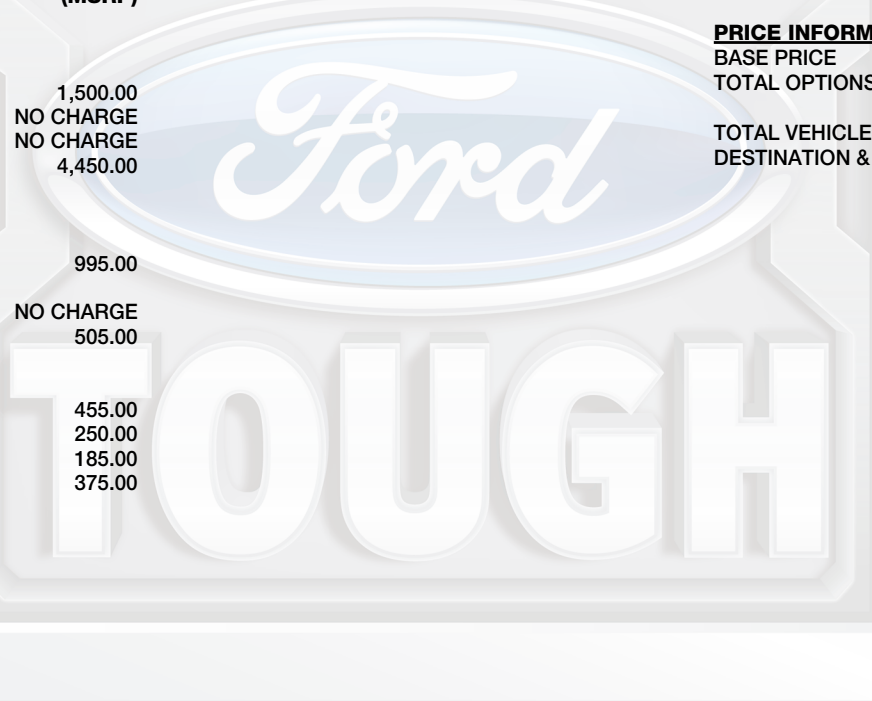 (MSRP)
1,500.00
NO CHARGE
NO CHARGE
4,450.00
995.00
NO CHARGE
505.00
455.00
250.00
185.00
375.00
PRICE INFORM
BASE PRICE
TOTAL OPTIONS
TOTAL VEHICLE
DESTINATION &
Ford
TOUGH